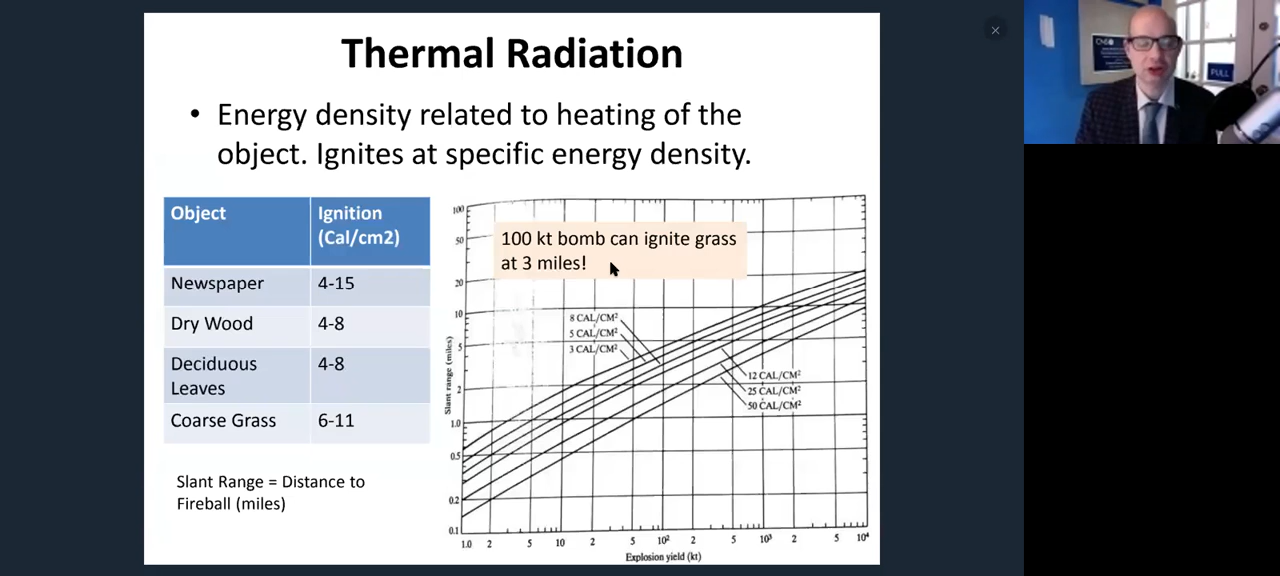 Thermal Radiation
• Energy density related to heating of the
object. Ignites at specific energy density.
Object Ignition
(Cal/cm2)
Newspaper 4-15
Dry Wood 4-8
Deciduous 4-8
Leaves
Coarse Grass 6-11
Slant Range = Distance to
Fireball (miles)
100 kt bomb can ignite grass
at 3 miles!
Slant range (miles)
100
50
20
10
5
2
1.0
0.5
0.2
0.1
8 CAL/CM²
5 CAL/CM²
3 CAL/CM²
12 CAL/CM²
25 CAL/CM²
50 CAL/CM²
1.0 2 5 10 2 5 10² 2 5 10³ 2 5 10⁴
Explosion yield (kt)
PULL